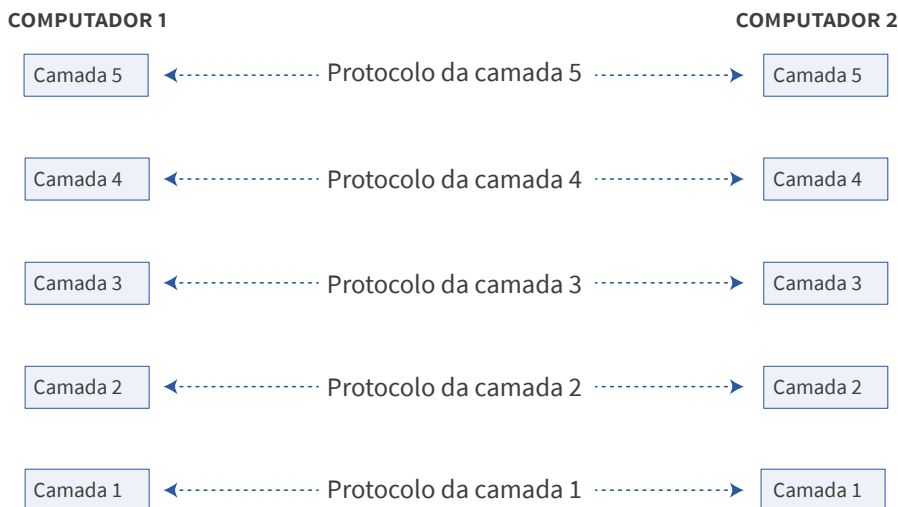 COMPUTADOR 1 COMPUTADOR 2
Camada 5 Protocolo da camada 5 Camada 5
Camada 4 Protocolo da camada 4 Camada 4
Camada 3 Protocolo da camada 3 Camada 3
Camada 2 Protocolo da camada 2 Camada 2
Camada 1 Protocolo da camada 1 Camada 1